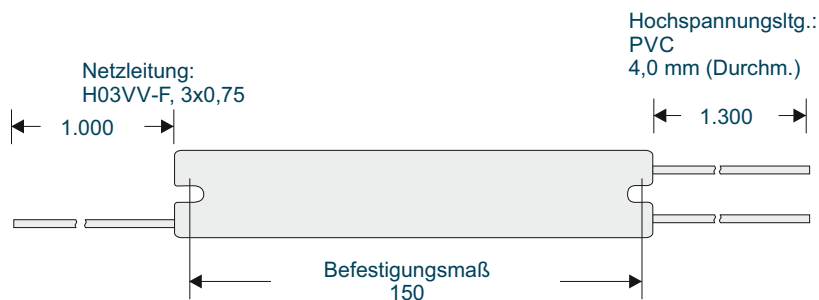 Hochspannungsltg.:
PVC
4,0 mm (Durchm.)
Netzleitung:
H03VV-F, 3x0,75
1.000
1.300
Befestigungsmaß
150